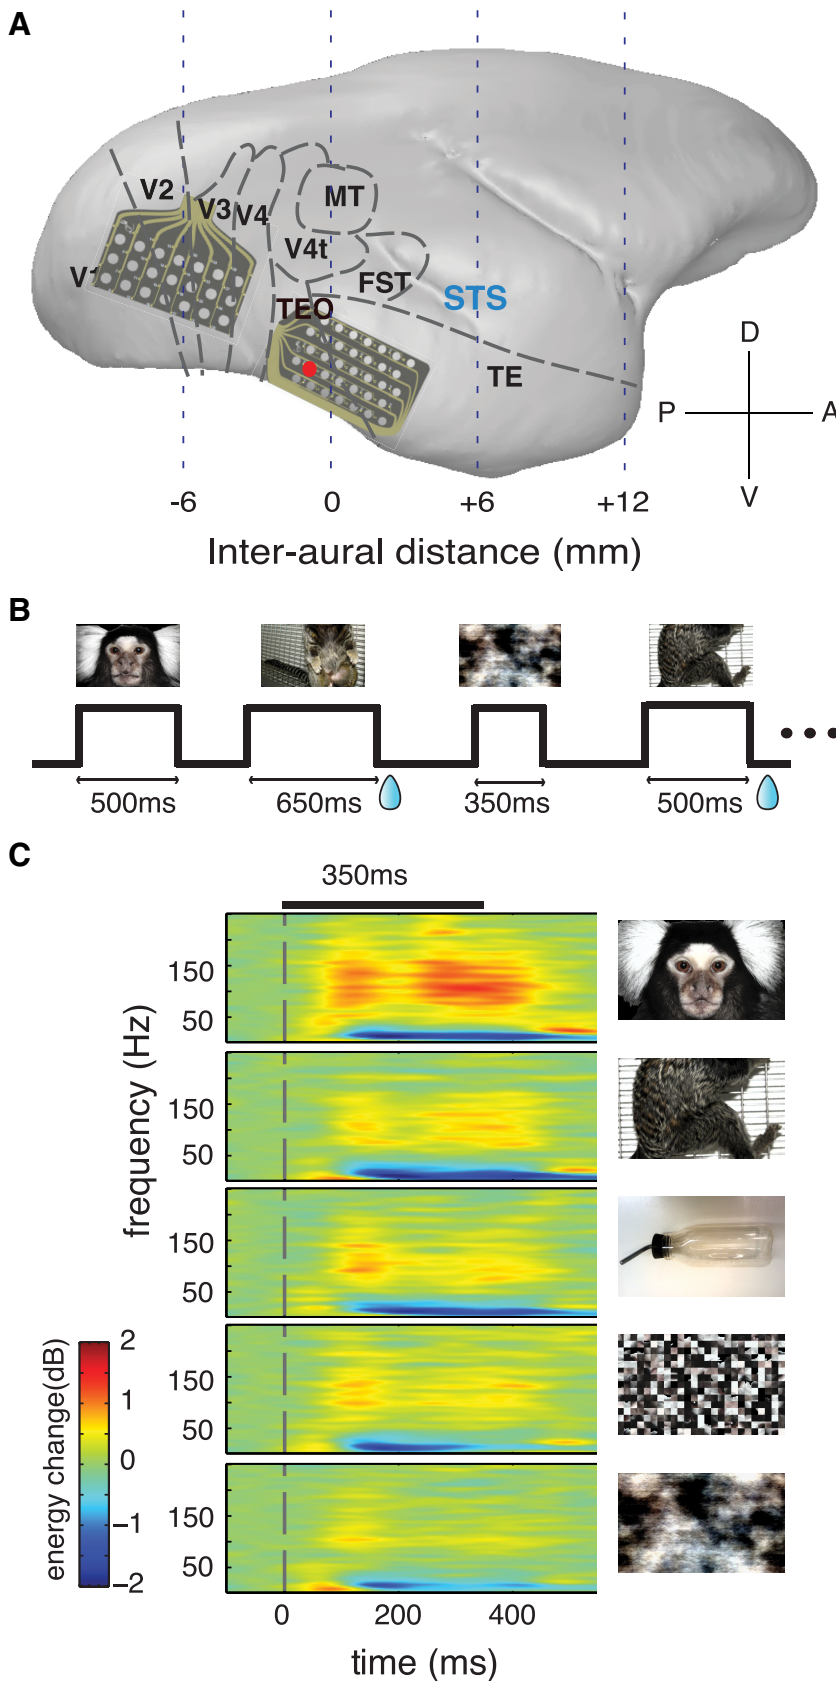 A
V2
V3
V4
MT
V1
V4t
FST
STS
TEO
TE
D
P
A
V
-6
0
+6
+12
Inter-aural distance (mm)
B
500ms
650ms
350ms
500ms
C
350ms
150
50
150
50
150
50
150
50
150
50
frequency (Hz)
energy change(dB)
2
1
0
−1
−2
0
200
400
time (ms)